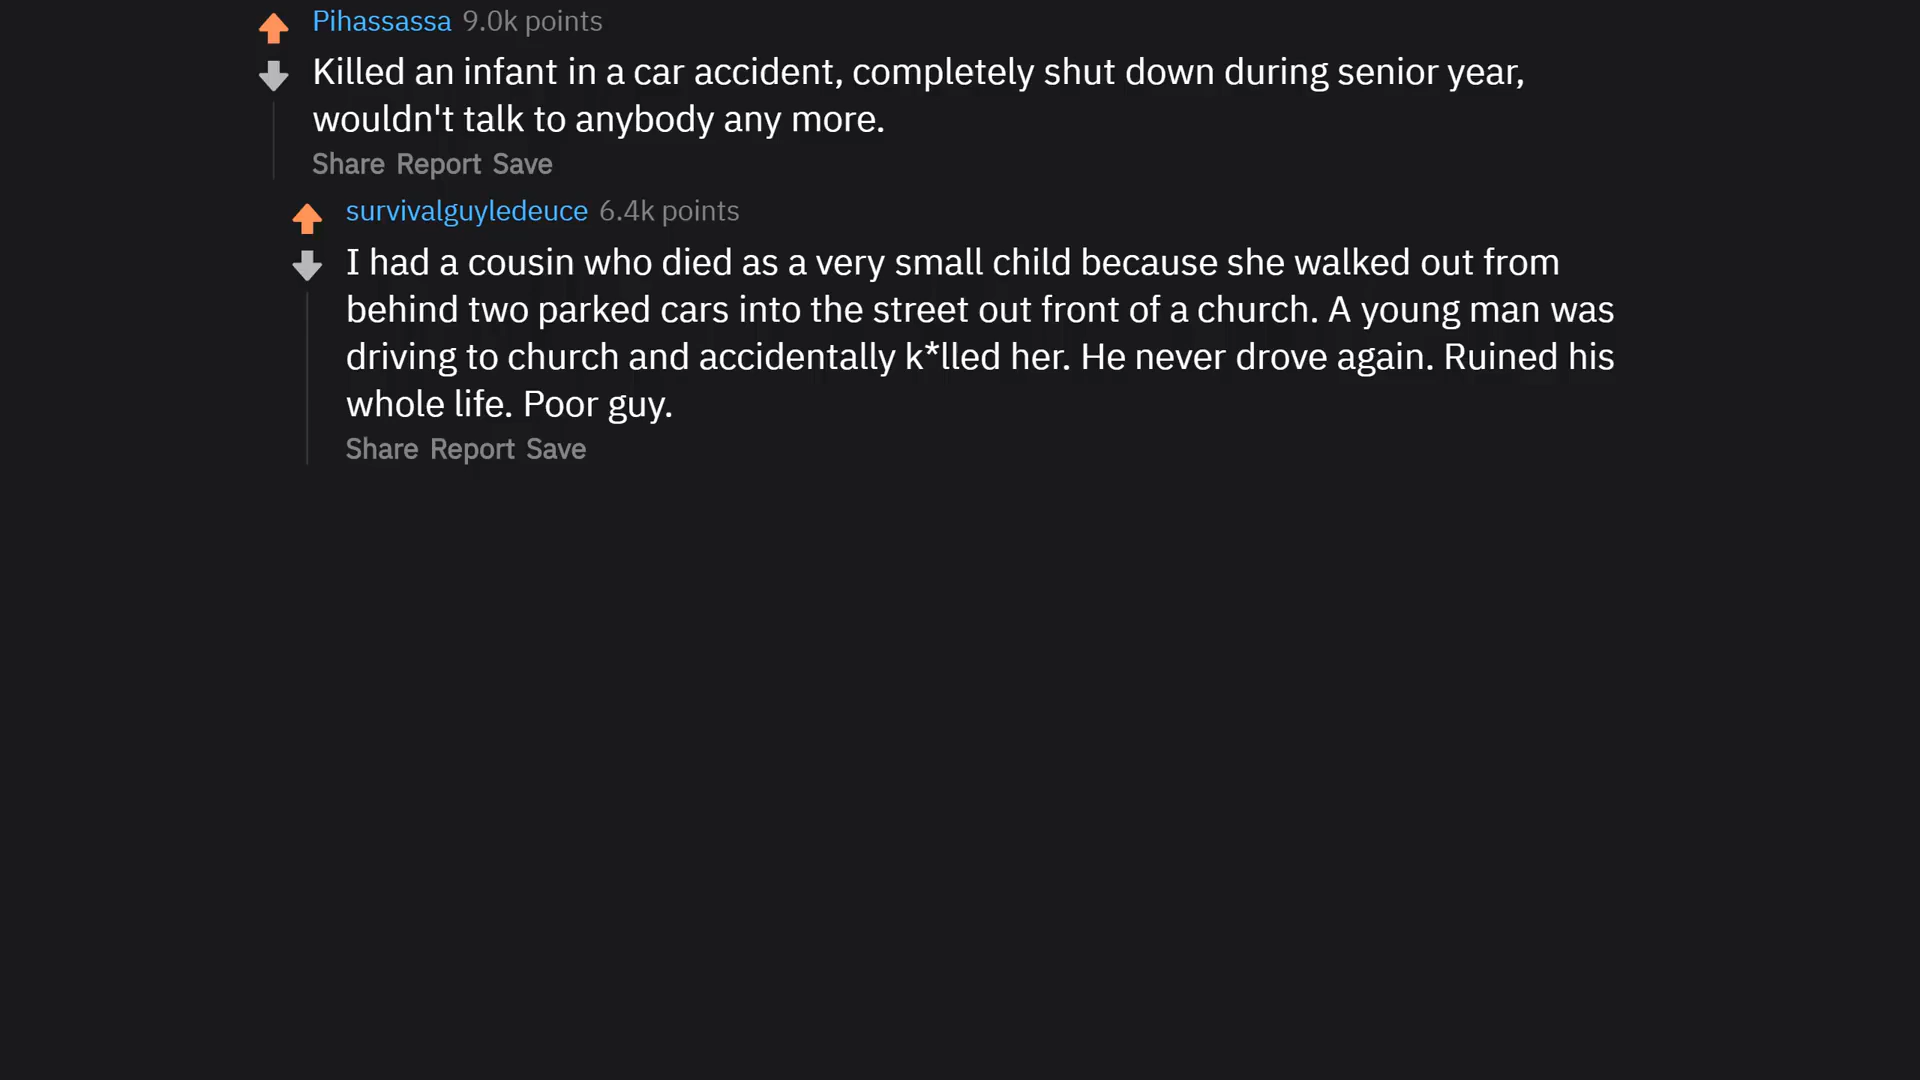 Pihassassa 9.0k points
Killed an infant in a car accident, completely shut down during senior year,
wouldn't talk to anybody any more.
Share Report Save
survivalguyledeuce 6.4k points
I had a cousin who died as a very small child because she walked out from
behind two parked cars into the street out front of a church. A young man was
driving to church and accidentally k*lled her. He never drove again. Ruined his
whole life. Poor guy.
Share Report Save